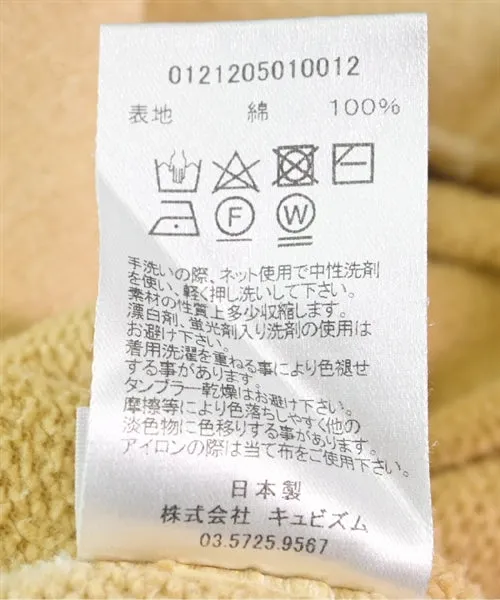 0121205010012
表地 綿 100%
F W
手洗いの際、ネット使用で中性洗剤
を使い、軽く押し洗いして下さい。
素材の性質上多少収縮します。
漂白剤、蛍光剤入り洗剤の使用は
お避け下さい。
着用洗濯を重ねる事により色褪せ
する事があります。
タンブラー乾燥はお避け下さい。
摩擦等により色落ちしやすく他の
淡色物に色移りする事があります。
アイロンの際は当て布をご使用下さい。
日本製
株式会社 キュビズム
03.5725.9567